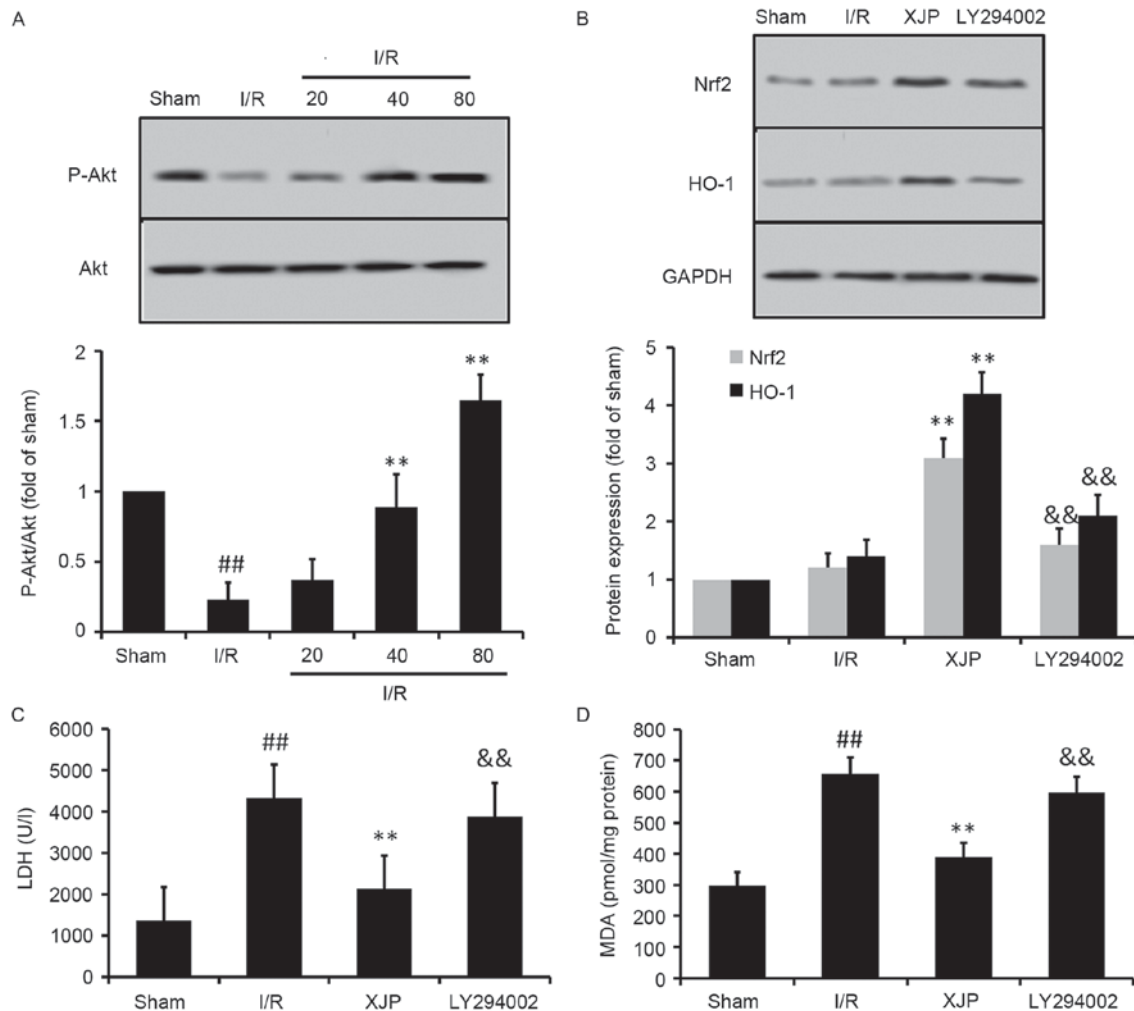 A
I/R
Sham I/R 20 40 80
P-Akt
Akt
P-Akt/Akt (fold of sham)
2
1.5
1
0.5
0
##
**
**
Sham I/R 20 40 80
I/R
B
Sham I/R XJP LY294002
Nrf2
HO-1
GAPDH
Protein expression (fold of sham)
5
4
3
2
1
0
Nrf2
HO-1
**
**
&&
&&
Sham I/R XJP LY294002
C
LDH (U/l)
6000
5000
4000
3000
2000
1000
0
##
**
&&
Sham I/R XJP LY294002
D
MDA (pmol/mg protein)
800
700
600
500
400
300
200
100
0
##
**
&&
Sham I/R XJP LY294002